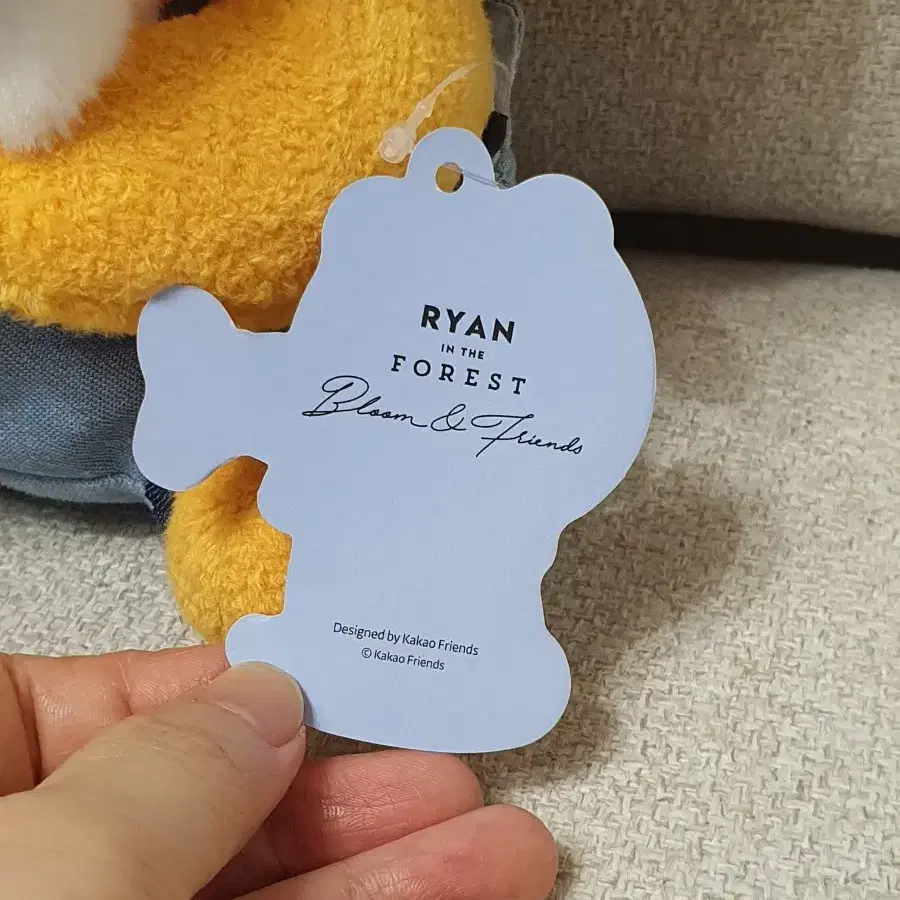 RYAN
IN THE
FOREST
Bloom & Friends
Designed by Kakao Friends
© Kakao Friends